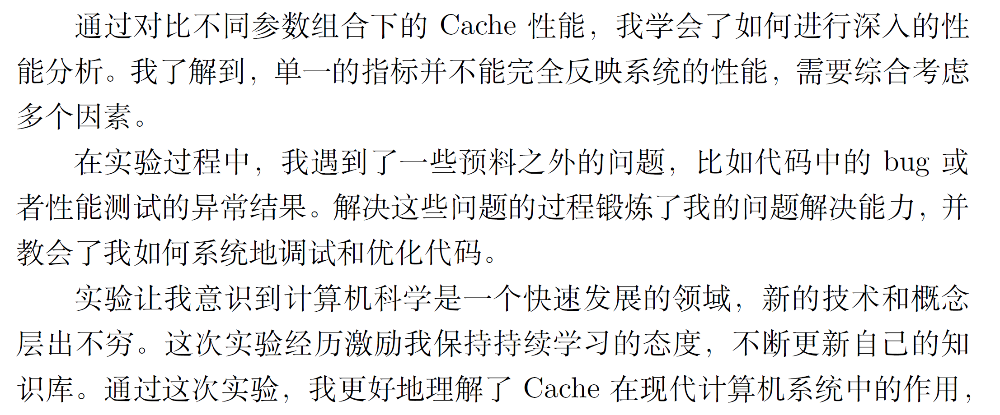 通过对比不同参数组合下的 Cache 性能，我学会了如何进行深入的性
能分析。我了解到，单一的指标并不能完全反映系统的性能，需要综合考虑
多个因素。
在实验过程中，我遇到了一些预料之外的问题，比如代码中的 bug 或
者性能测试的异常结果。解决这些问题的过程锻炼了我的问题解决能力，并
教会了我如何系统地调试和优化代码。
实验让我意识到计算机科学是一个快速发展的领域，新的技术和概念
层出不穷。这次实验经历激励我保持持续学习的态度，不断更新自己的知
识库。通过这次实验，我更好地理解了 Cache 在现代计算机系统中的作用，